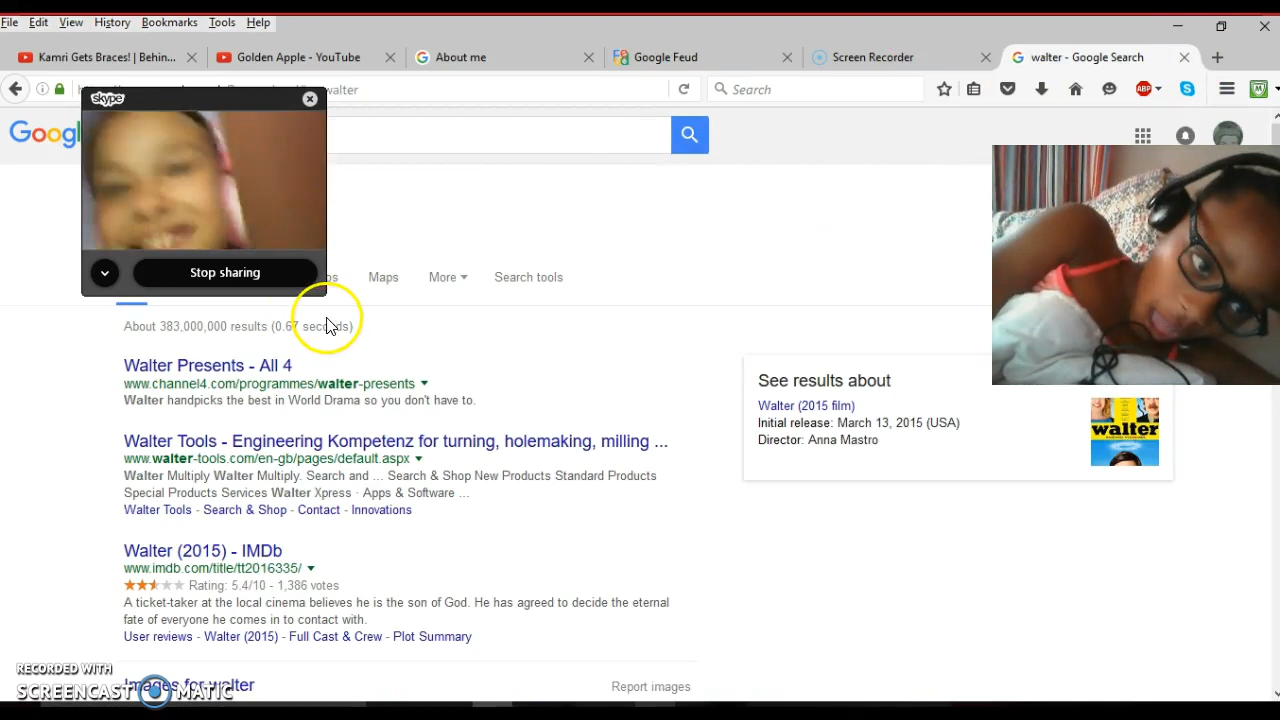 File Edit View History Bookmarks Tools Help
Kamri Gets Braces! | Behin...
Golden Apple - YouTube
About me
Google Feud
Screen Recorder
walter - Google Search
walter
Search
ABP
skype
Stop sharing
Maps More Search tools
About 383,000,000 results (0.67 seconds)
Walter Presents - All 4
www.channel4.com/programmes/walter-presents
Walter handpicks the best in World Drama so you don't have to.
Walter Tools - Engineering Kompetenz for turning, holemaking, milling ...
www.walter-tools.com/en-gb/pages/default.aspx
Walter Multiply Walter Multiply. Search and ... Search & Shop New Products Standard Products
Special Products Services Walter Xpress · Apps & Software ...
Walter Tools - Search & Shop - Contact - Innovations
Walter (2015) - IMDb
www.imdb.com/title/tt2016335/
Rating: 5.4/10 - 1,386 votes
A ticket-taker at the local cinema believes he is the son of God. He has agreed to decide the eternal
fate of everyone he comes in to contact with.
User reviews - Walter (2015) - Full Cast & Crew - Plot Summary
Images for walter
Report images
See results about
Walter (2015 film)
Initial release: March 13, 2015 (USA)
Director: Anna Mastro
walter
RECORDED WITH
SCREENCAST MATIC